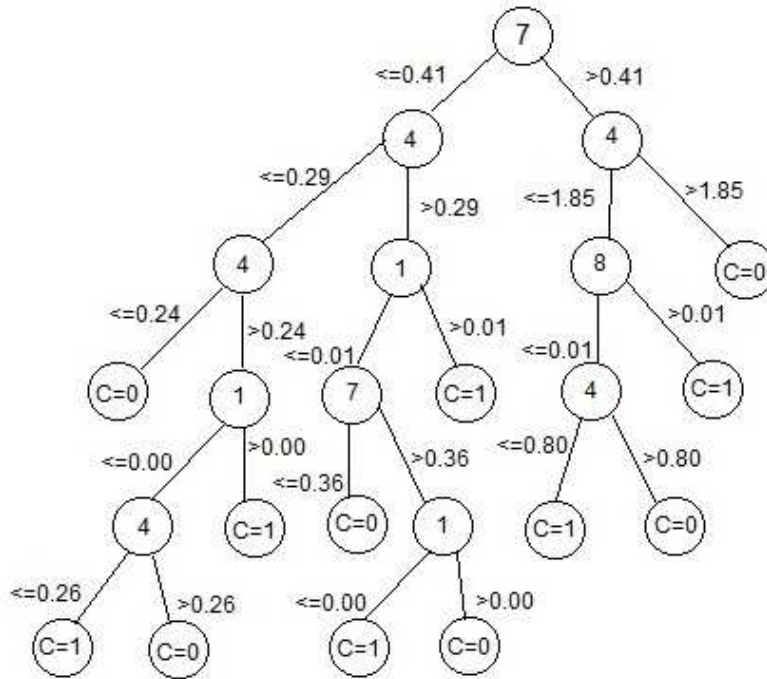 7
<=0.41 >0.41
4 4
<=0.29 >0.29 <=1.85 >1.85
4 1 8 C=0
<=0.24 >0.24 <=0.01 >0.01 <=0.01 >0.01
C=0 1 7 C=1 4 C=1
<=0.00 >0.00 <=0.36 >0.36 <=0.80 >0.80
4 C=1 C=0 1 C=1 C=0
<=0.26 >0.26 <=0.00 >0.00
C=1 C=0 C=1 C=0